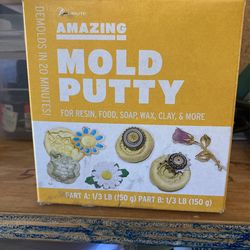 AMAZING
MOLD
PUTTY
FOR RESIN, FOOD, SOAP, WAX, CLAY, & MORE
PART A: 1/3 LB (150 g) PART B: 1/3 LB (150 g)
DEMOLDS IN 20 MINUTES!